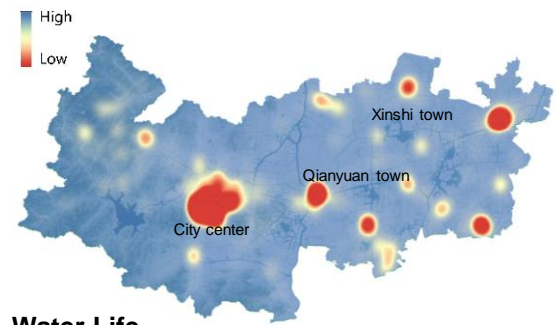 High
Low
Xinshi town
Qianyuan town
City center
Water Life